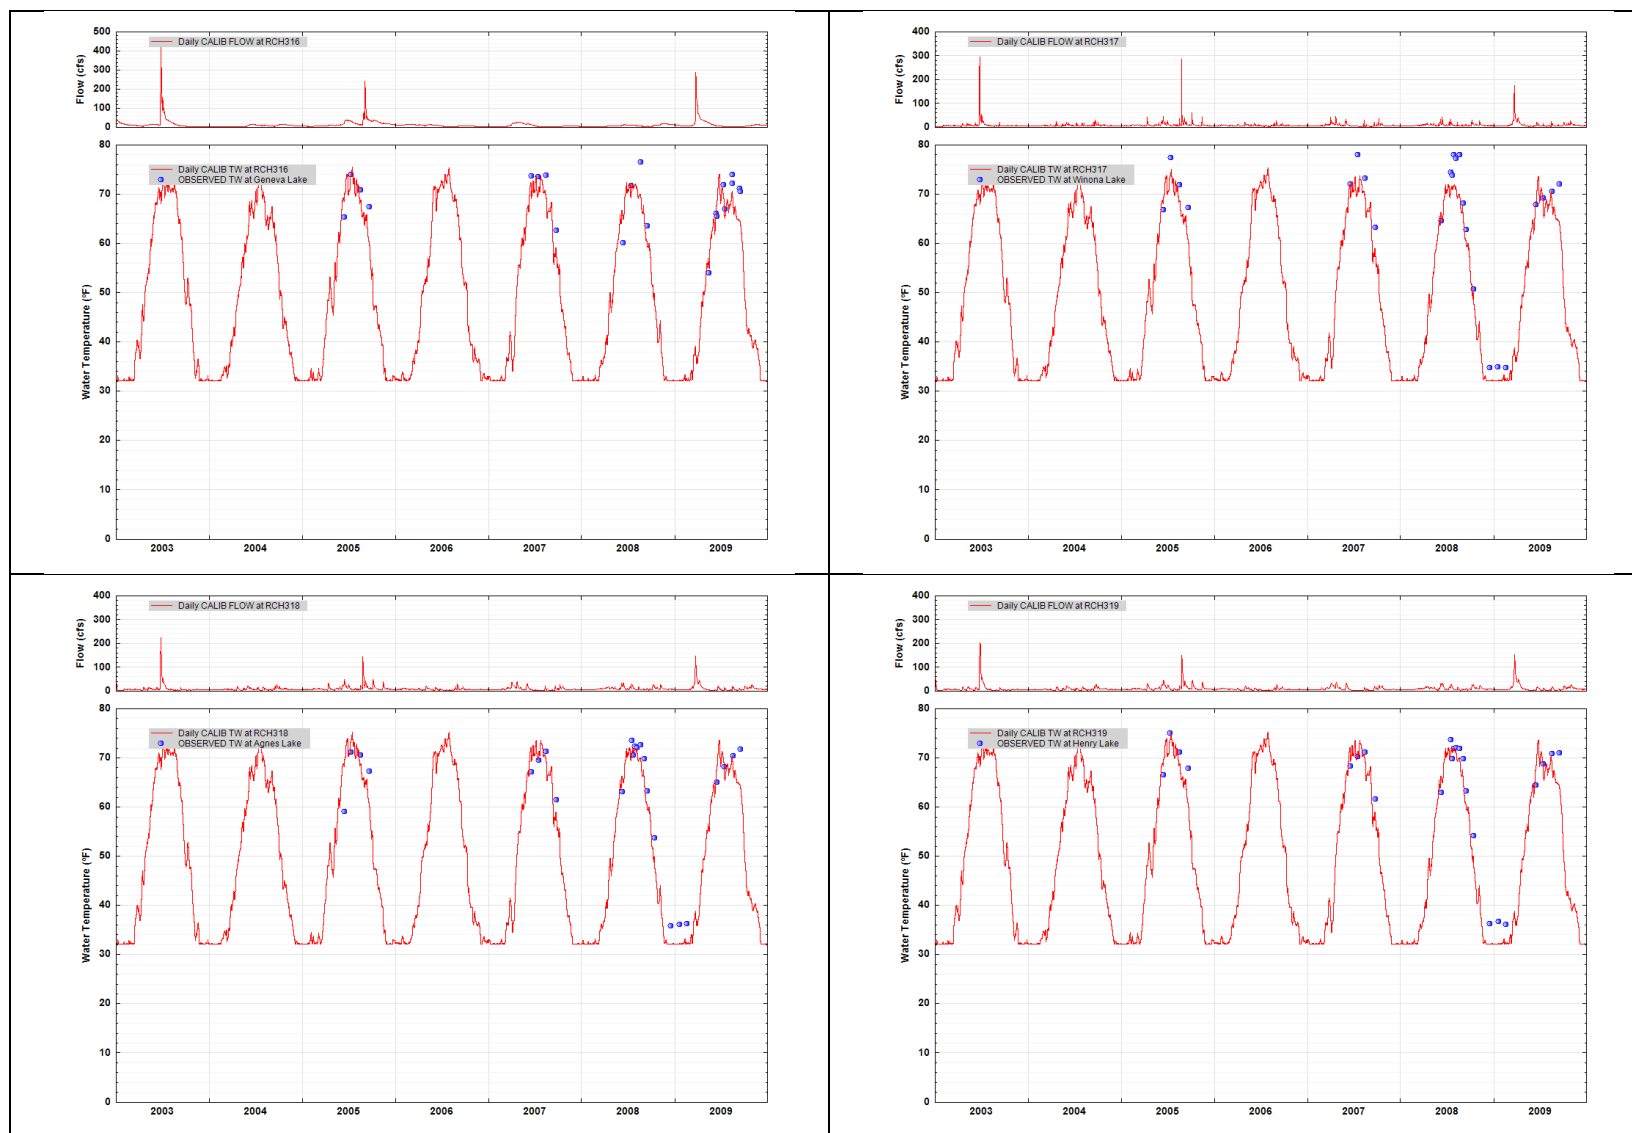 500
400
300
200
100
0
Flow (cfs)
Daily CALIB FLOW at RCH316
80
70
60
50
40
30
20
10
0
Water Temperature (°F)
Daily CALIB TW at RCH316
OBSERVED TW at Geneva Lake
2003 2004 2005 2006 2007 2008 2009
400
300
200
100
0
Flow (cfs)
Daily CALIB FLOW at RCH317
80
70
60
50
40
30
20
10
0
Water Temperature (°F)
Daily CALIB TW at RCH317
OBSERVED TW at Winona Lake
2003 2004 2005 2006 2007 2008 2009
400
300
200
100
0
Flow (cfs)
Daily CALIB FLOW at RCH318
80
70
60
50
40
30
20
10
0
Water Temperature (°F)
Daily CALIB TW at RCH318
OBSERVED TW at Agnes Lake
2003 2004 2005 2006 2007 2008 2009
400
300
200
100
0
Flow (cfs)
Daily CALIB FLOW at RCH319
80
70
60
50
40
30
20
10
0
Water Temperature (°F)
Daily CALIB TW at RCH319
OBSERVED TW at Henry Lake
2003 2004 2005 2006 2007 2008 2009